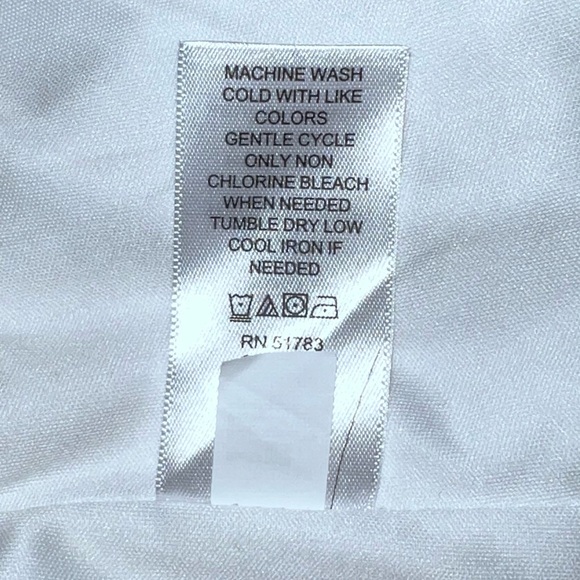 MACHINE WASH
COLD WITH LIKE
COLORS
GENTLE CYCLE
ONLY NON
CHLORINE BLEACH
WHEN NEEDED
TUMBLE DRY LOW
COOL IRON IF
NEEDED
RN 51783